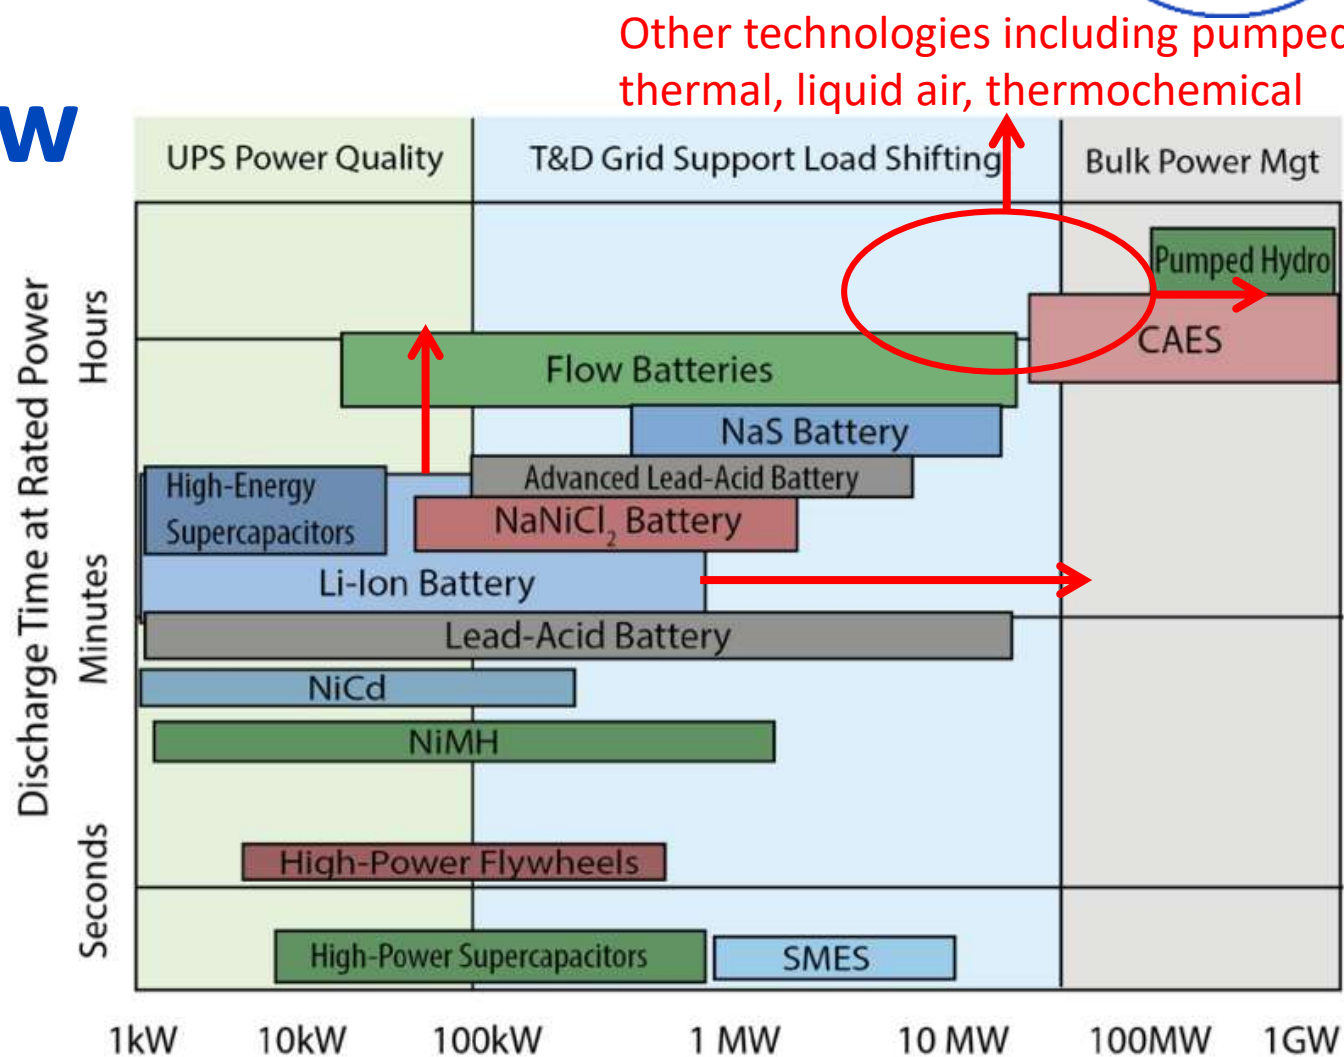 Other technologies including pumped
thermal, liquid air, thermochemical
w
UPS Power Quality
T&D Grid Support Load Shifting
Bulk Power Mgt
Discharge Time at Rated Power
Hours
Minutes
Seconds
Pumped Hydro
CAES
Flow Batteries
NaS Battery
High-Energy
Supercapacitors
Advanced Lead-Acid Battery
NaNiCl₂ Battery
Li-Ion Battery
Lead-Acid Battery
NiCd
NiMH
High-Power Flywheels
High-Power Supercapacitors
SMES
1kW 10kW 100kW 1 MW 10 MW 100MW 1GW